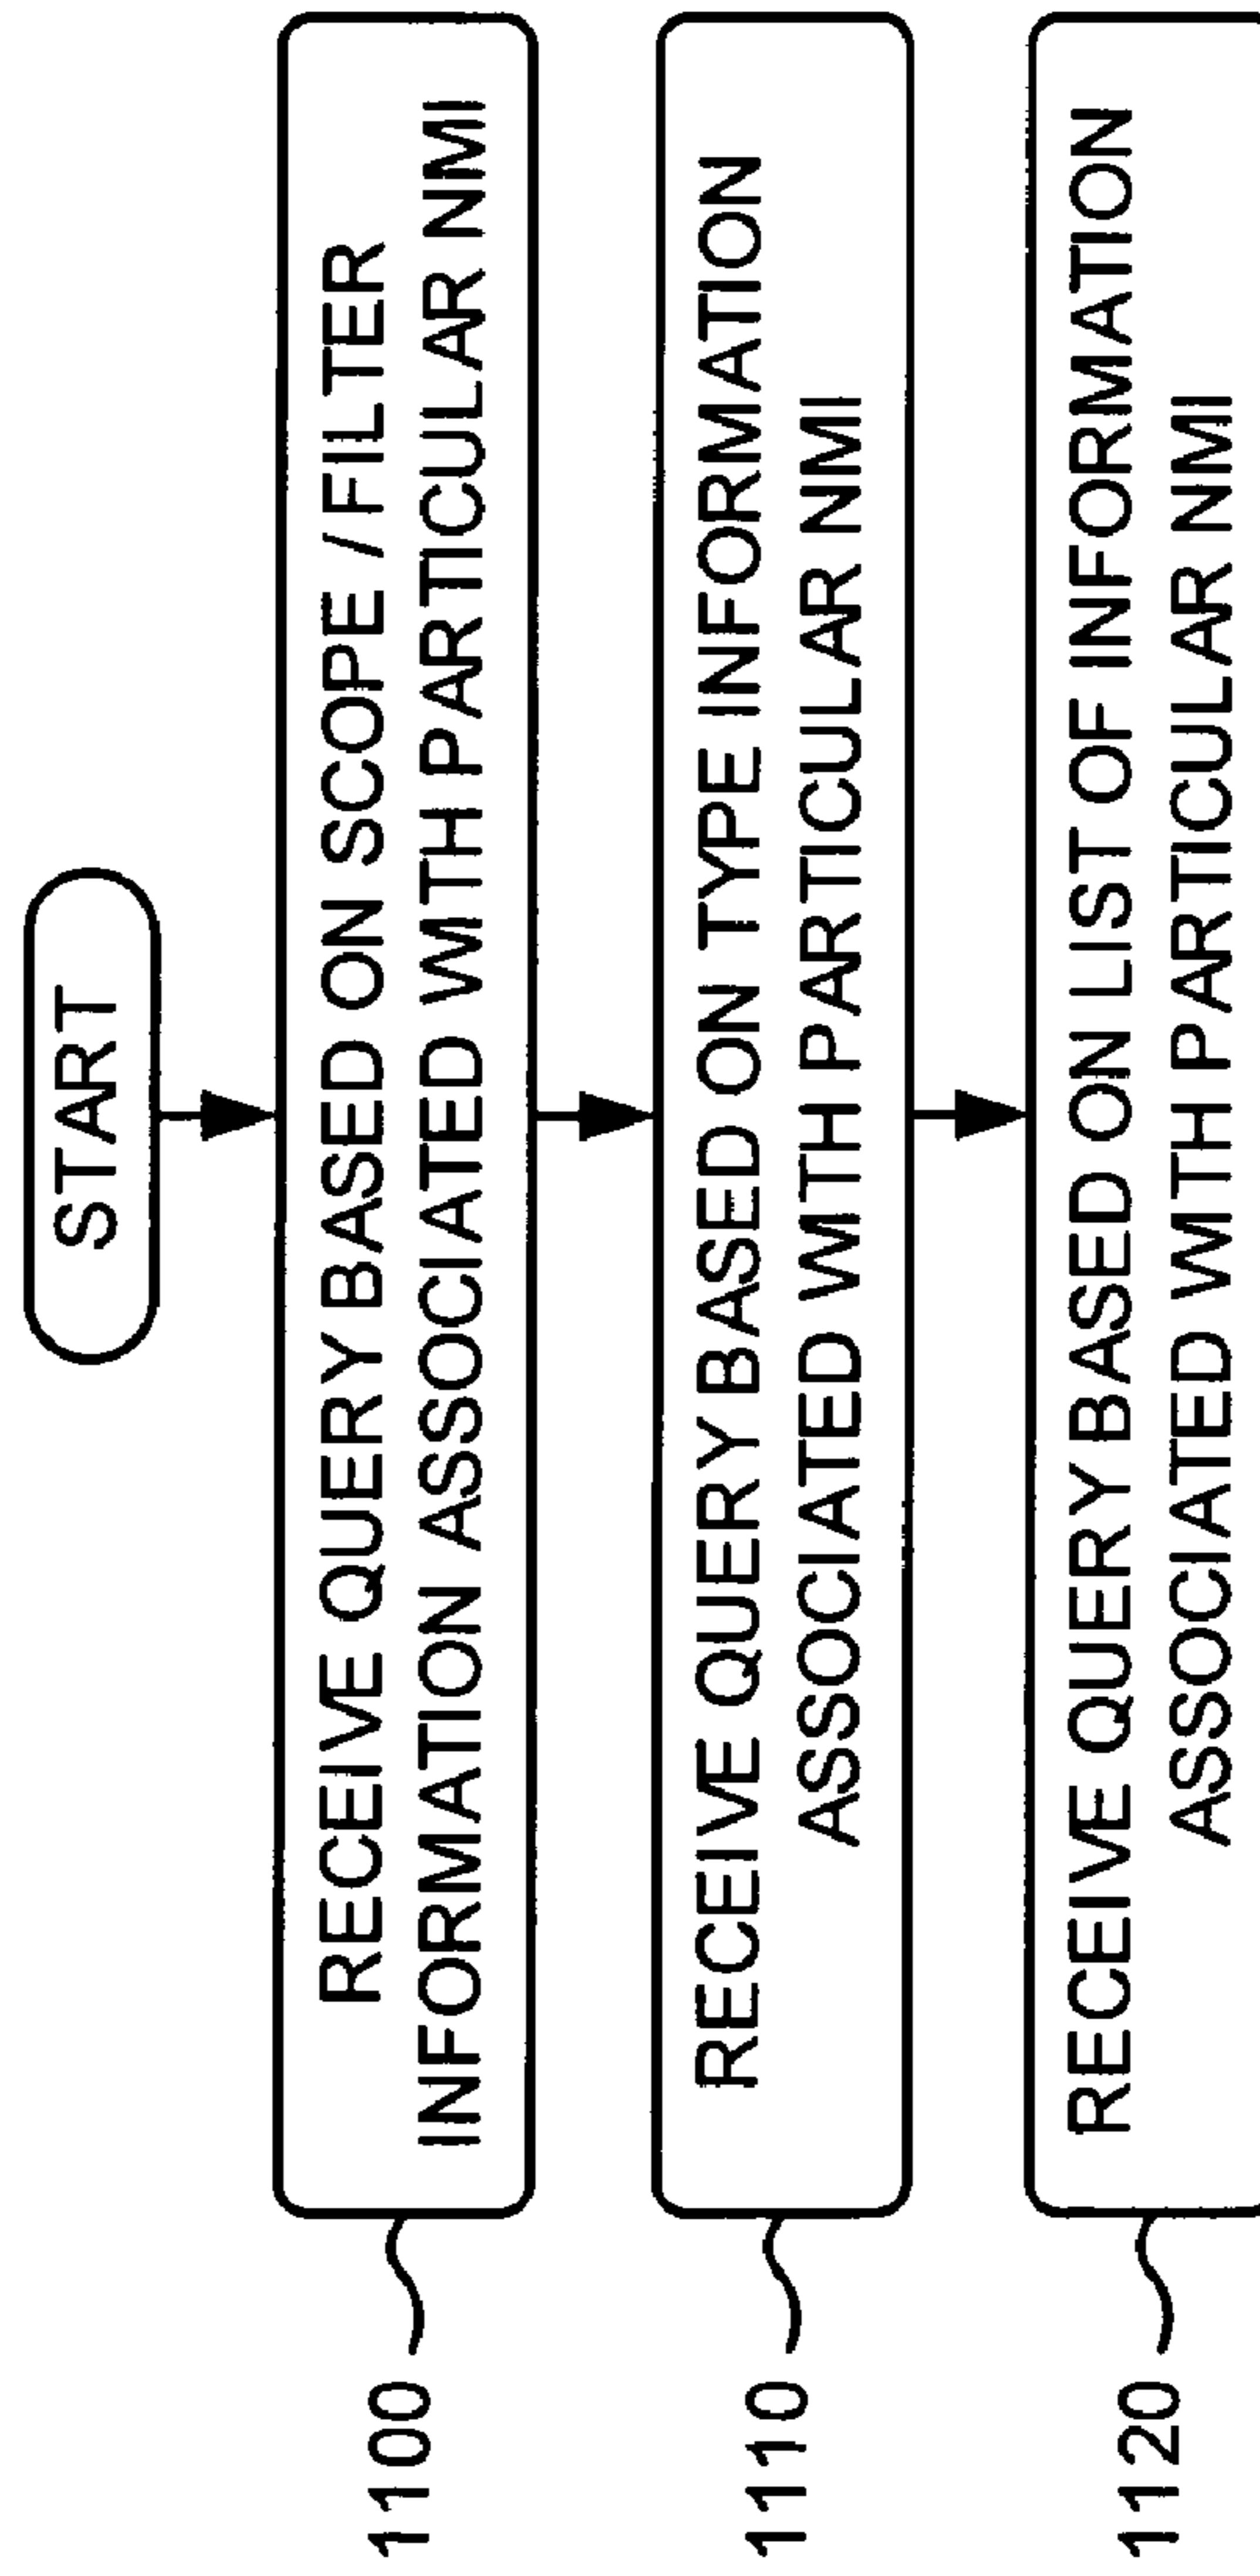 START
RECEIVE QUERY BASED ON SCOPE / FILTER
INFORMATION ASSOCIATED WITH PARTICULAR NMI
1100
RECEIVE QUERY BASED ON TYPE INFORMATION
ASSOCIATED WITH PARTICULAR NMI
1110
RECEIVE QUERY BASED ON LIST OF INFORMATION
ASSOCIATED WITH PARTICULAR NMI
1120